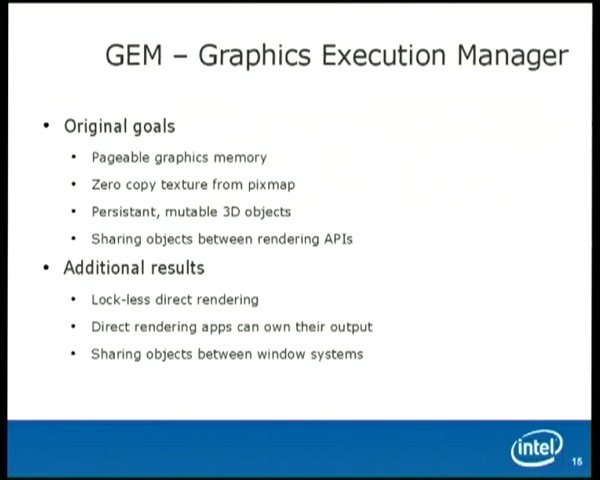 GEM – Graphics Execution Manager
• Original goals
• Pageable graphics memory
• Zero copy texture from pixmap
• Persistant, mutable 3D objects
• Sharing objects between rendering APIs
• Additional results
• Lock-less direct rendering
• Direct rendering apps can own their output
• Sharing objects between window systems
intel
15